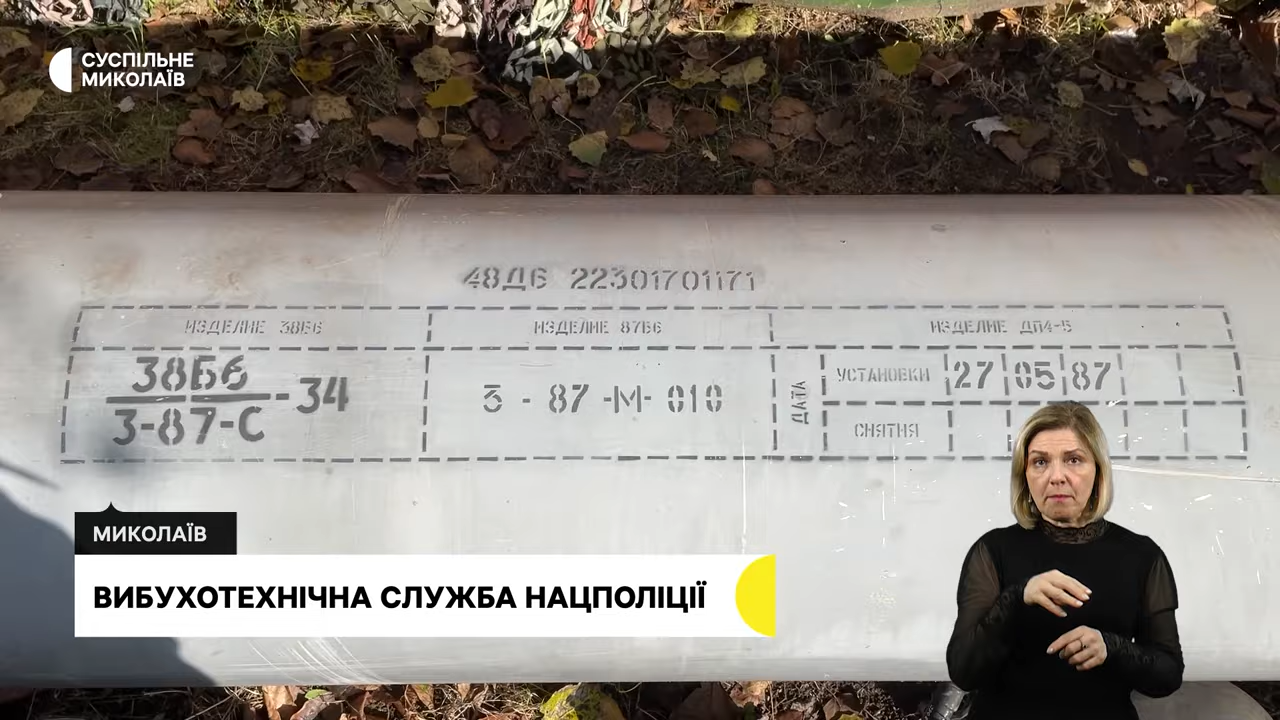 СУСПІЛЬНЕ
МИКОЛАЇВ
48Д6 22301701171
ИЗДЕЛИЕ 38Б6
ИЗДЕЛИЕ 87Б6
ИЗДЕЛИЕ ДП4-5
38Б6
3-87-С
-34
3 - 87 -М- 010
ДАТА
УСТАНОВКИ 27 05 87
СНЯТИЯ
МИКОЛАЇВ
ВИБУХОТЕХНІЧНА СЛУЖБА НАЦПОЛІЦІЇ